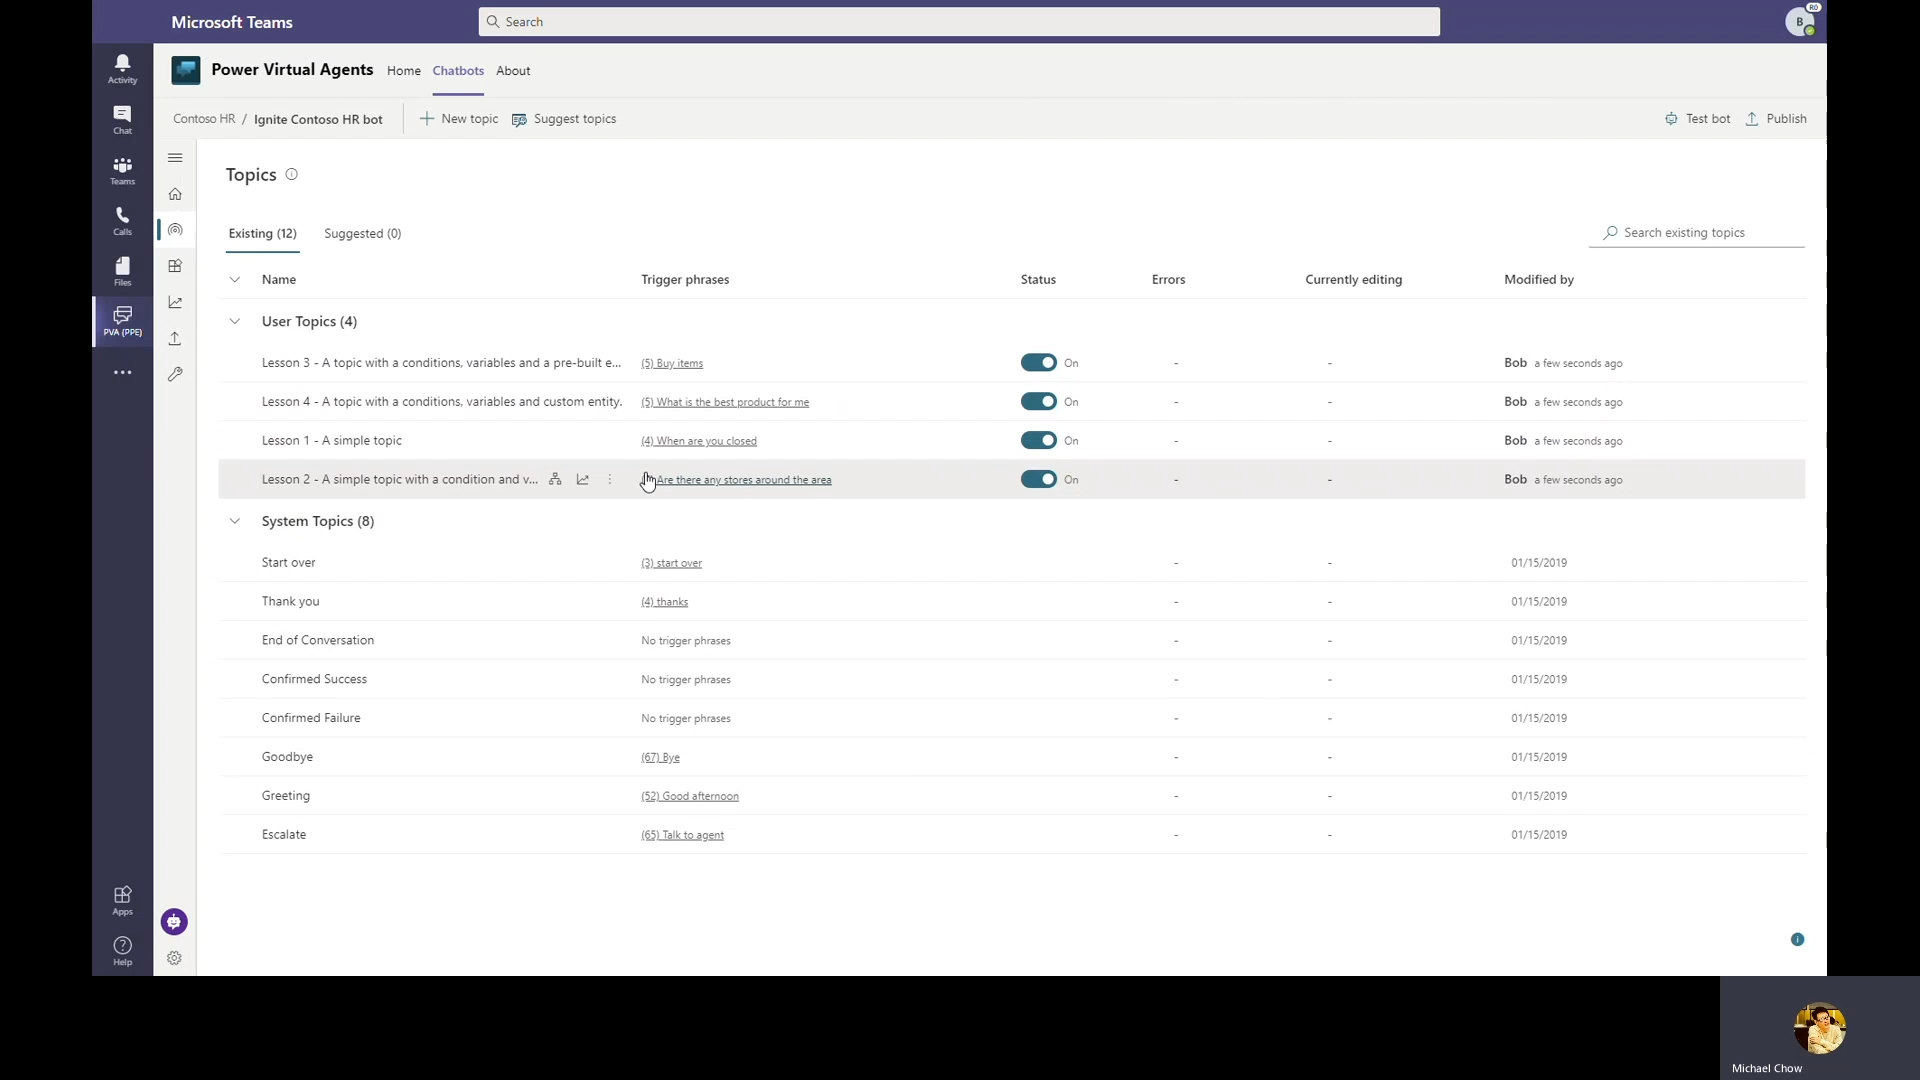 Microsoft Teams
Search
B
RO
Activity
Chat
Teams
Calls
Files
PVA (PPE)
Apps
Help
Power Virtual Agents Home Chatbots About
Contoso HR / Ignite Contoso HR bot New topic Suggest topics Test bot Publish
Topics
Existing (12) Suggested (0) Search existing topics
Name Trigger phrases Status Errors Currently editing Modified by
User Topics (4)
Lesson 3 - A topic with a conditions, variables and a pre-built e... (5) Buy items On - - Bob a few seconds ago
Lesson 4 - A topic with a conditions, variables and custom entity. (5) What is the best product for me On - - Bob a few seconds ago
Lesson 1 - A simple topic (4) When are you closed On - - Bob a few seconds ago
Lesson 2 - A simple topic with a condition and v... Are there any stores around the area On - - Bob a few seconds ago
System Topics (8)
Start over (3) start over - - 01/15/2019
Thank you (4) thanks - - 01/15/2019
End of Conversation No trigger phrases - - 01/15/2019
Confirmed Success No trigger phrases - - 01/15/2019
Confirmed Failure No trigger phrases - - 01/15/2019
Goodbye (67) Bye - - 01/15/2019
Greeting (52) Good afternoon - - 01/15/2019
Escalate (65) Talk to agent - - 01/15/2019
Michael Chow